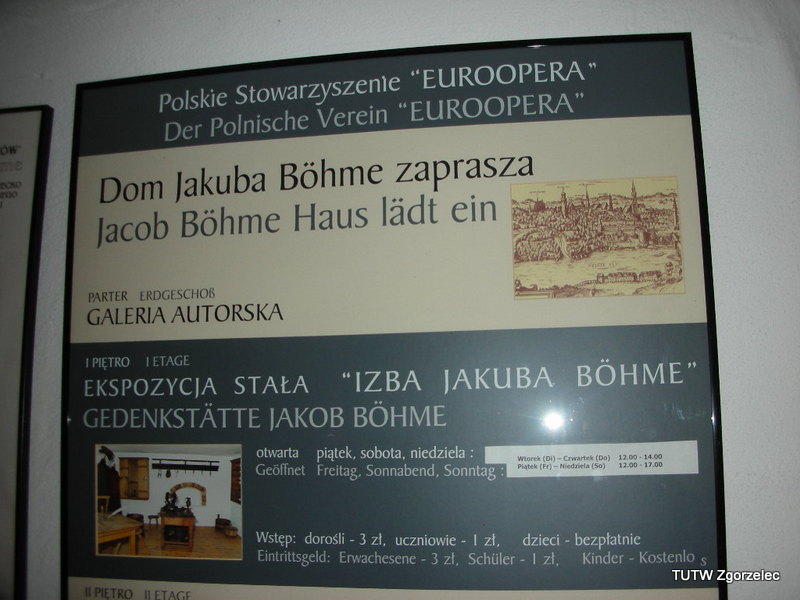 Polskie Stowarzyszenie "EUROOPERA"
Der Polnische Verein "EUROOPERA"
Dom Jakuba Böhme zaprasza
Jacob Böhme Haus lädt ein
PARTER ERDGESCHOß
GALERIA AUTORSKA
I PIĘTRO I ETAGE
EKSPOZYCJA STAŁA "IZBA JAKUBA BÖHME"
GEDENKSTÄTTE JAKOB BÖHME
otwarta piątek, sobota, niedziela :
Geöffnet Freitag, Sonnabend, Sonntag :
Wtorek (Di) – Czwartek (Do) 12.00 - 14.00
Piątek (Fr) – Niedziela (So) 12.00 - 17.00
Wstęp: dorośli - 3 zł, uczniowie - 1 zł, dzieci - bezpłatnie
Eintrittsgeld: Erwachesene - 3 zł, Schüler - 1 zł, Kinder - Kostenlo s
II PIĘTRO II ETAGE
TUTW Zgorzelec